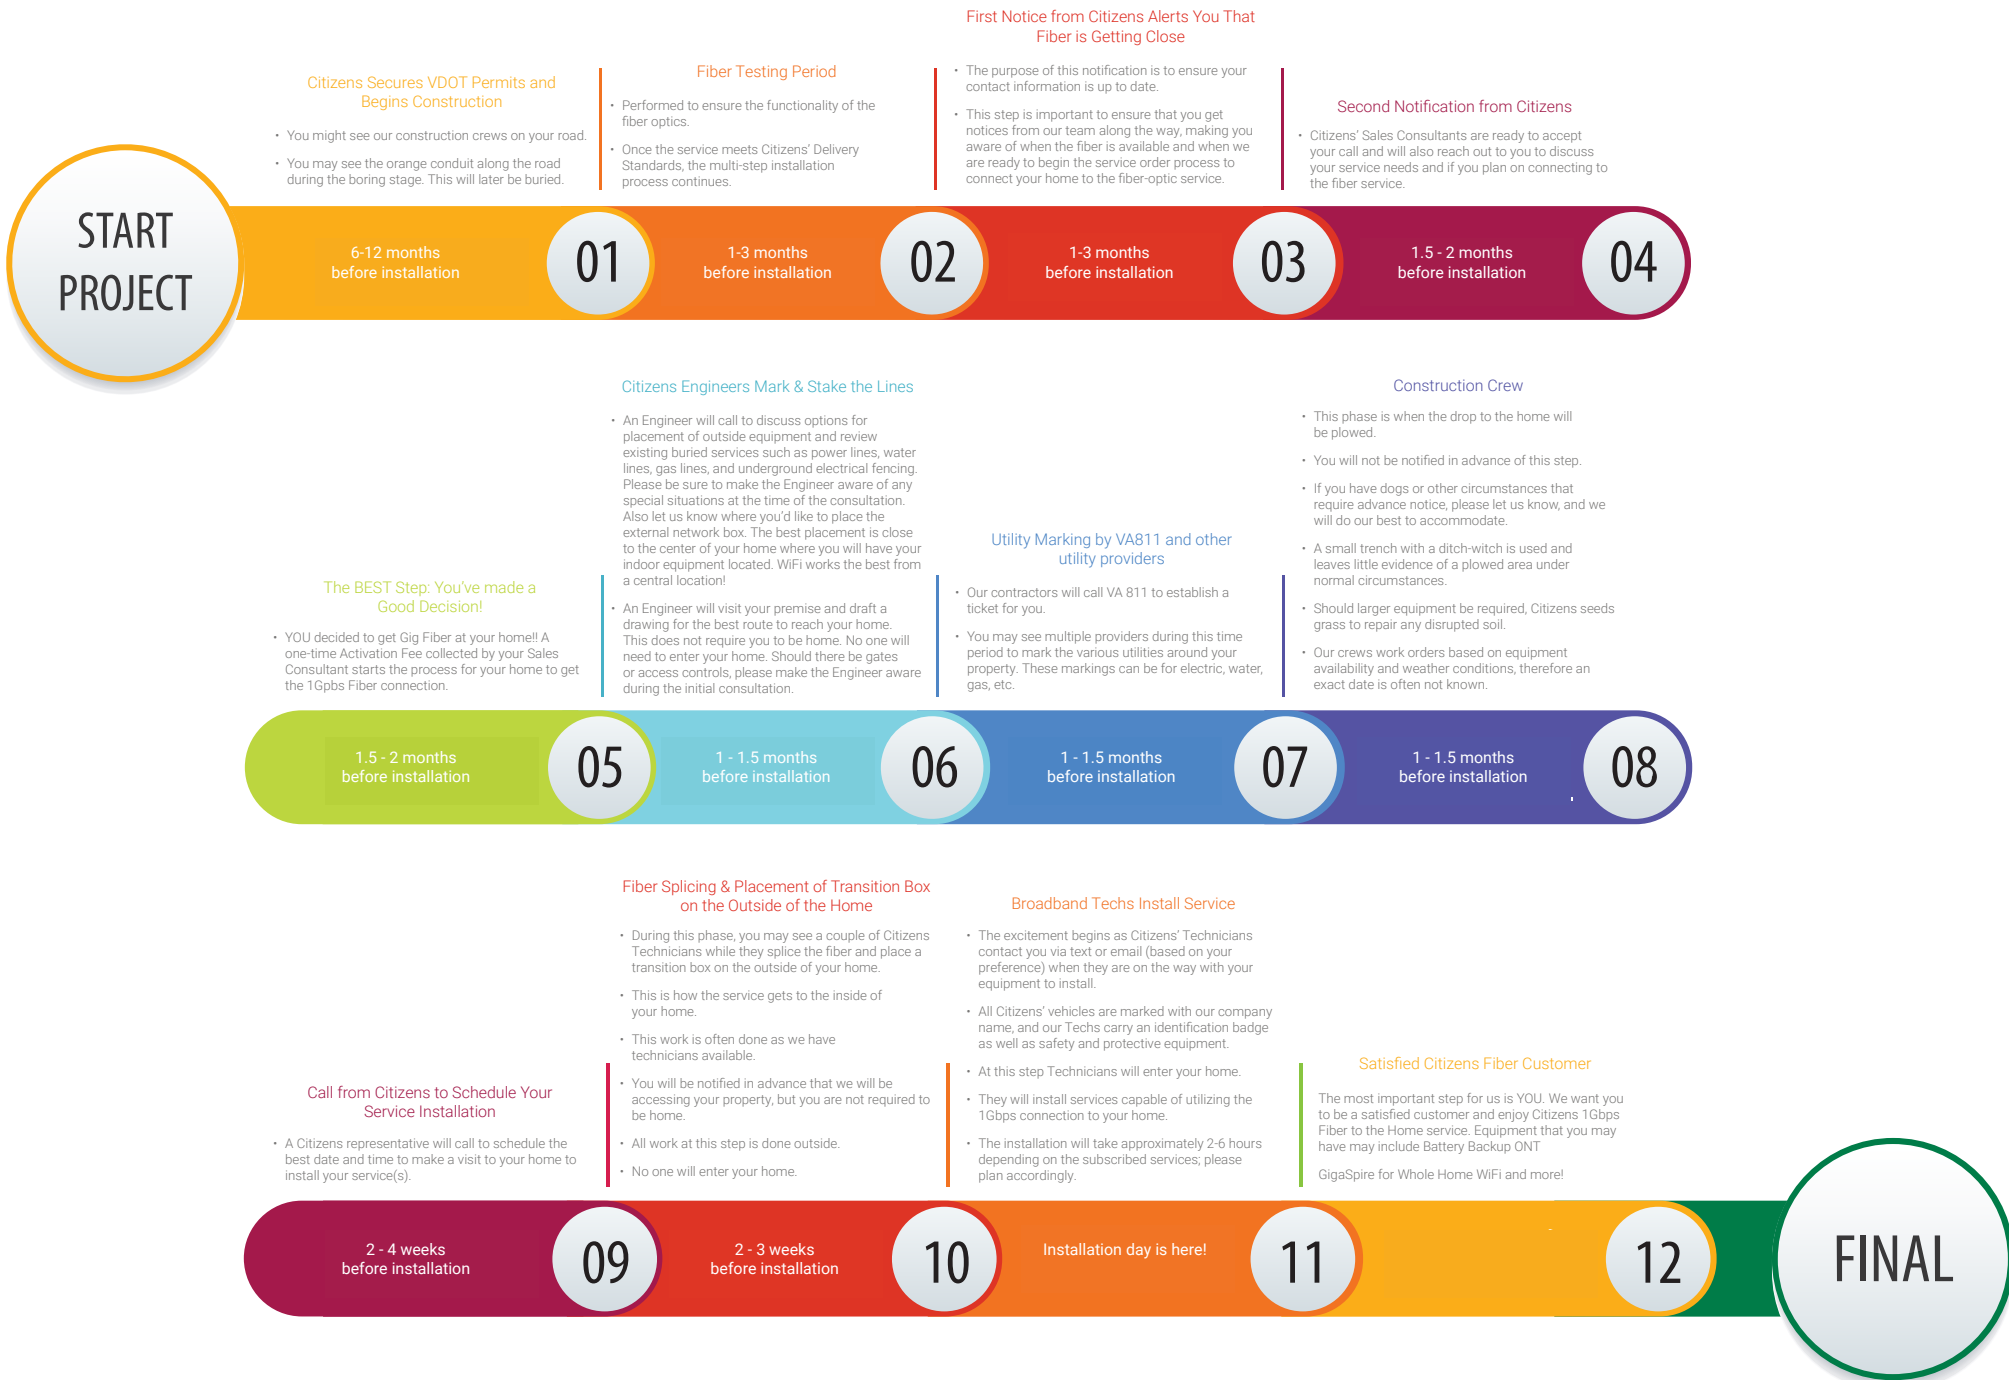 START
PROJECT
Citizens Secures VDOT Permits and
Begins Construction
• You might see our construction crews on your road.
• You may see the orange conduit along the road
during the boring stage. This will later be buried.
6-12 months
before installation
01
Fiber Testing Period
• Performed to ensure the functionality of the
fiber optics.
• Once the service meets Citizens' Delivery
Standards, the multi-step installation
process continues.
1-3 months
before installation
02
First Notice from Citizens Alerts You That
Fiber is Getting Close
• The purpose of this notification is to ensure your
contact information is up to date.
• This step is important to ensure that you get
notices from our team along the way, making you
aware of when the fiber is available and when we
are ready to begin the service order process to
connect your home to the fiber-optic service.
1-3 months
before installation
03
Second Notification from Citizens
• Citizens' Sales Consultants are ready to accept
your call and will also reach out to you to discuss
your service needs and if you plan on connecting to
the fiber service.
1.5 - 2 months
before installation
04
The BEST Step: You've made a
Good Decision!
• YOU decided to get Gig Fiber at your home!! A
one-time Activation Fee collected by your Sales
Consultant starts the process for your home to get
the 1Gpbs Fiber connection.
1.5 - 2 months
before installation
05
Citizens Engineers Mark & Stake the Lines
• An Engineer will call to discuss options for
placement of outside equipment and review
existing buried services such as power lines, water
lines, gas lines, and underground electrical fencing.
Please be sure to make the Engineer aware of any
special situations at the time of the consultation.
Also let us know where you'd like to place the
external network box. The best placement is close
to the center of your home where you will have your
indoor equipment located. WiFi works the best from
a central location!
• An Engineer will visit your premise and draft a
drawing for the best route to reach your home.
This does not require you to be home. No one will
need to enter your home. Should there be gates
or access controls, please make the Engineer aware
during the initial consultation.
1 - 1.5 months
before installation
06
Utility Marking by VA811 and other
utility providers
• Our contractors will call VA 811 to establish a
ticket for you.
• You may see multiple providers during this time
period to mark the various utilities around your
property. These markings can be for electric, water,
gas, etc.
1 - 1.5 months
before installation
07
Construction Crew
• This phase is when the drop to the home will
be plowed.
• You will not be notified in advance of this step.
• If you have dogs or other circumstances that
require advance notice, please let us know, and we
will do our best to accommodate.
• A small trench with a ditch-witch is used and
leaves little evidence of a plowed area under
normal circumstances.
• Should larger equipment be required, Citizens seeds
grass to repair any disrupted soil.
• Our crews work orders based on equipment
availability and weather conditions, therefore an
exact date is often not known.
1 - 1.5 months
before installation
08
Call from Citizens to Schedule Your
Service Installation
• A Citizens representative will call to schedule the
best date and time to make a visit to your home to
install your service(s).
2 - 4 weeks
before installation
09
Fiber Splicing & Placement of Transition Box
on the Outside of the Home
• During this phase, you may see a couple of Citizens
Technicians while they splice the fiber and place a
transition box on the outside of your home.
• This is how the service gets to the inside of
your home.
• This work is often done as we have
technicians available.
• You will be notified in advance that we will be
accessing your property, but you are not required to
be home.
• All work at this step is done outside.
• No one will enter your home.
2 - 3 weeks
before installation
10
Broadband Techs Install Service
• The excitement begins as Citizens' Technicians
contact you via text or email (based on your
preference) when they are on the way with your
equipment to install.
• All Citizens' vehicles are marked with our company
name, and our Techs carry an identification badge
as well as safety and protective equipment.
• At this step Technicians will enter your home.
• They will install services capable of utilizing the
1Gbps connection to your home.
• The installation will take approximately 2-6 hours
depending on the subscribed services; please
plan accordingly.
Installation day is here!
11
Satisfied Citizens Fiber Customer
The most important step for us is YOU. We want you
to be a satisfied customer and enjoy Citizens 1Gbps
Fiber to the Home service. Equipment that you may
have may include Battery Backup ONT
GigaSpire for Whole Home WiFi and more!
12
FINAL